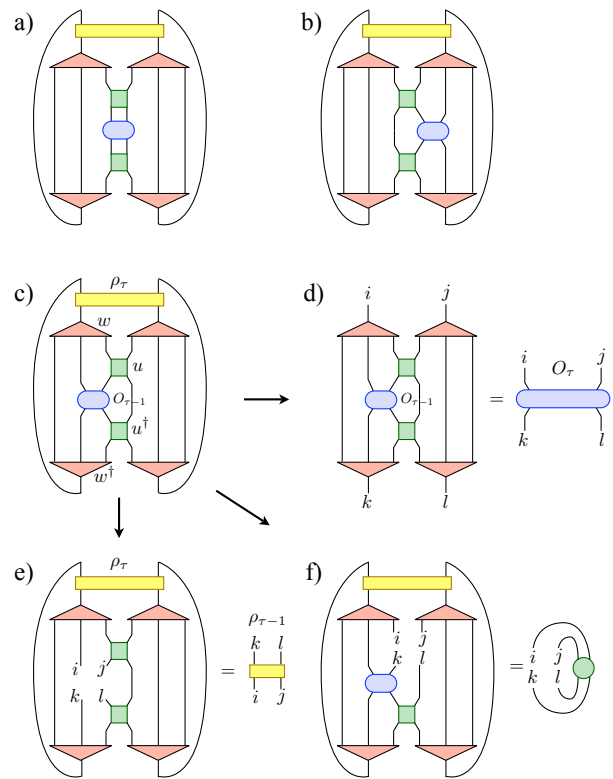 a)
b)
c)
ρ_τ
w
u
O_{τ−1}
u†
w†
d)
i
j
O_{τ−1}
k
l
=
i
O_τ
j
k
l
e)
ρ_τ
i
j
k
l
=
ρ_{τ−1}
k
l
i
j
f)
i
j
k
l
=
i
j
k
l